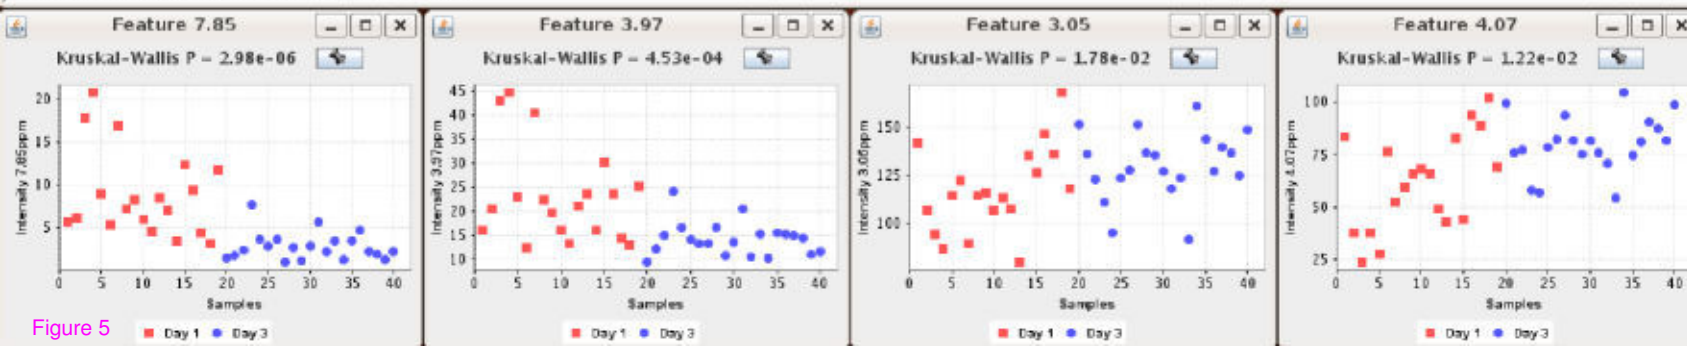 Feature 7.85
Kruskal-Wallis P = 2.98e-06
Intensity 7.85ppm
20
15
10
5
0 5 10 15 20 25 30 35 40
Samples
Day 1 Day 3
Feature 3.97
Kruskal-Wallis P = 4.53e-04
Intensity 3.97ppm
45
40
35
30
25
20
15
10
0 5 10 15 20 25 30 35 40
Samples
Day 1 Day 3
Feature 3.05
Kruskal-Wallis P = 1.78e-02
Intensity 3.05ppm
150
125
100
0 5 10 15 20 25 30 35 40
Samples
Day 1 Day 3
Feature 4.07
Kruskal-Wallis P = 1.22e-02
Intensity 4.07ppm
100
75
50
25
0 5 10 15 20 25 30 35 40
Samples
Day 1 Day 3
Figure 5